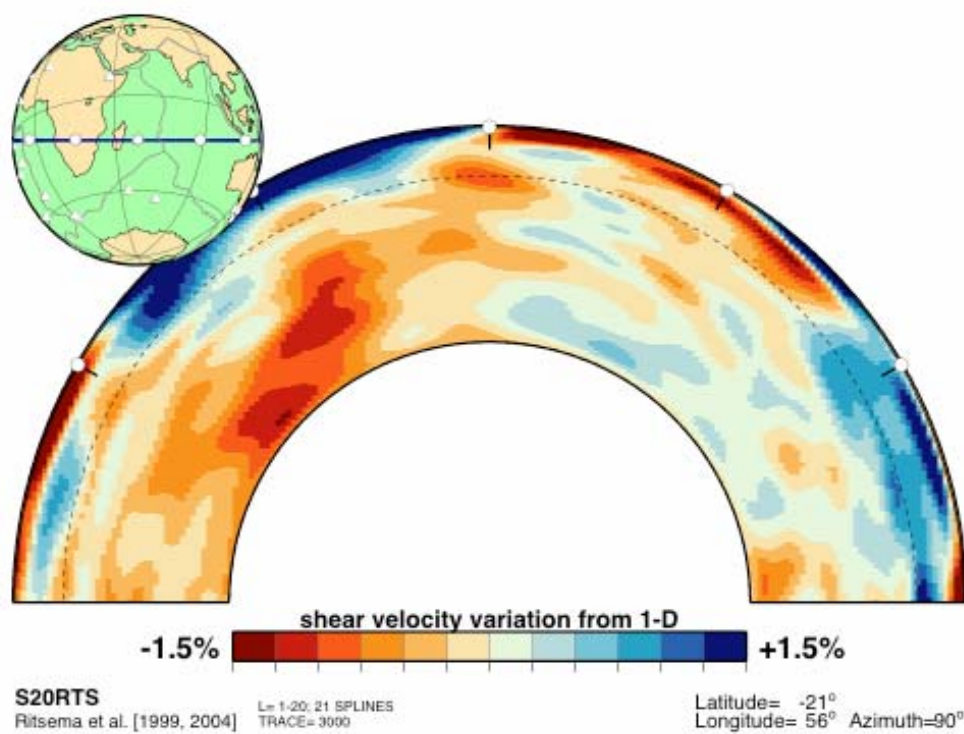 shear velocity variation from 1-D
-1.5% +1.5%
S20RTS
Ritsema et al. [1999, 2004]
L= 1-20; 21 SPLINES
TRACE= 3000
Latitude= -21°
Longitude= 56° Azimuth=90°